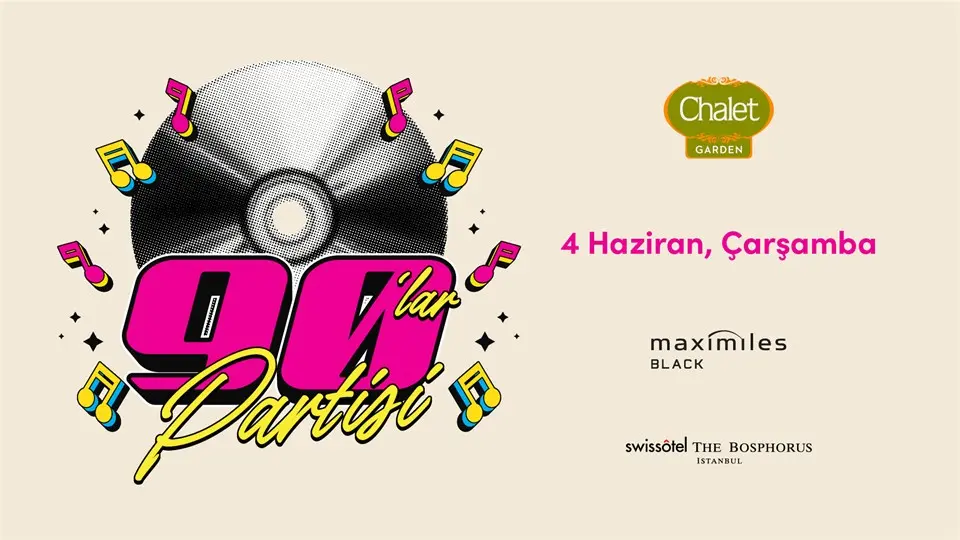 90'lar
Partisi
Chalet
GARDEN
4 Haziran, Çarşamba
maximiles
BLACK
swissôtel THE BOSPHORUS
ISTANBUL